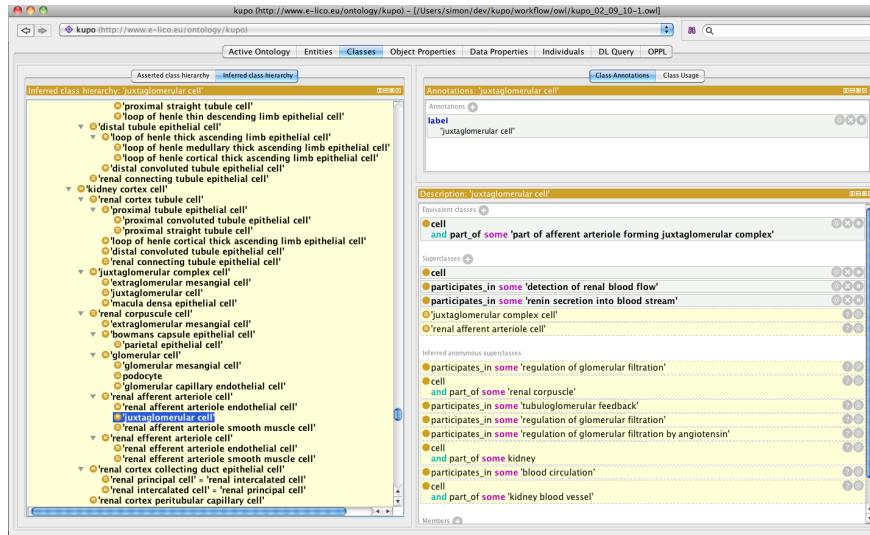 kupo (http://www.e-lico.eu/ontology/kupo) - [/Users/simon/dev/kupo/workflow/owl/kupo_02_09_10-1.owl]
kupo (http://www.e-lico.eu/ontology/kupo)
Active Ontology Entities Classes Object Properties Data Properties Individuals DL Query OPPL
Asserted class hierarchy Inferred class hierarchy
Inferred class hierarchy: 'juxtaglomerular cell'
'proximal straight tubule cell'
'loop of henle thin descending limb epithelial cell'
'distal tubule epithelial cell'
'loop of henle thick ascending limb epithelial cell'
'loop of henle medullary thick ascending limb epithelial cell'
'loop of henle cortical thick ascending limb epithelial cell'
'distal convoluted tubule epithelial cell'
'renal connecting tubule epithelial cell'
'kidney cortex cell'
'renal cortex tubule cell'
'proximal tubule epithelial cell'
'proximal convoluted tubule epithelial cell'
'proximal straight tubule cell'
'loop of henle cortical thick ascending limb epithelial cell'
'distal convoluted tubule epithelial cell'
'renal connecting tubule epithelial cell'
'juxtaglomerular complex cell'
'extraglomerular mesangial cell'
'juxtaglomerular cell'
'macula densa epithelial cell'
'renal corpuscule cell'
'extraglomerular mesangial cell'
'bowmans capsule epithelial cell'
'parietal epithelial cell'
'glomerular cell'
'glomerular mesangial cell'
podocyte
'glomerular capillary endothelial cell'
'renal afferent arteriole cell'
'renal afferent arteriole endothelial cell'
'juxtaglomerular cell'
'renal afferent arteriole smooth muscle cell'
'renal efferent arteriole cell'
'renal efferent arteriole endothelial cell'
'renal efferent arteriole smooth muscle cell'
'renal cortex collecting duct epithelial cell'
'renal principal cell' = 'renal intercalated cell'
'renal intercalated cell' = 'renal principal cell'
'renal cortex peritubular capillary cell'
Class Annotations Class Usage
Annotations: 'juxtaglomerular cell'
Annotations
label
"juxtaglomerular cell"
Description: 'juxtaglomerular cell'
Equivalent classes
cell
and part_of some 'part of afferent arteriole forming juxtaglomerular complex'
Superclasses
cell
participates_in some 'detection of renal blood flow'
participates_in some 'renin secretion into blood stream'
'juxtaglomerular complex cell'
'renal afferent arteriole cell'
Inferred anonymous superclasses
participates_in some 'regulation of glomerular filtration'
cell
and part_of some 'renal corpuscle'
participates_in some 'tubuloglomerular feedback'
participates_in some 'regulation of glomerular filtration'
participates_in some 'regulation of glomerular filtration by angiotensin'
cell
and part_of some kidney
participates_in some 'blood circulation'
cell
and part_of some 'kidney blood vessel'
Members